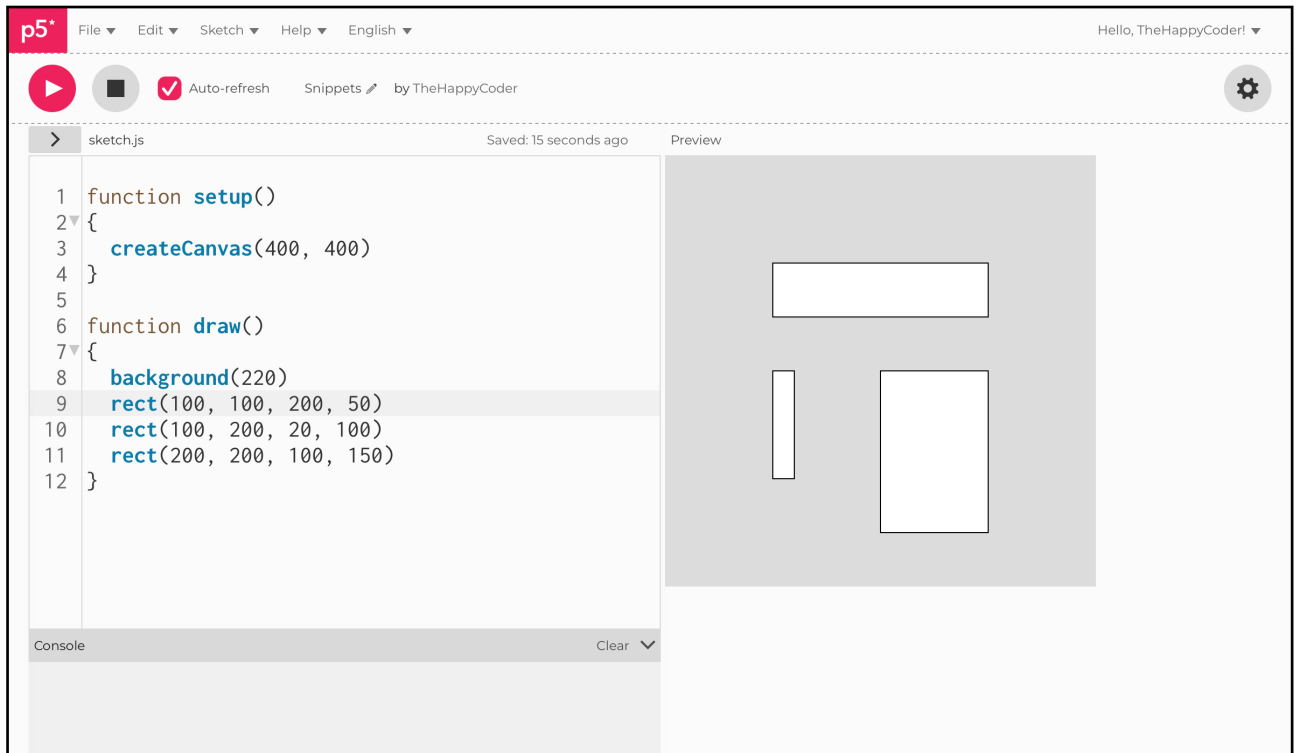 p5* File Edit Sketch Help English Hello, TheHappyCoder!
Auto-refresh Snippets by TheHappyCoder
sketch.js Saved: 15 seconds ago Preview
1 function setup()
2 {
3 createCanvas(400, 400)
4 }
5
6 function draw()
7 {
8 background(220)
9 rect(100, 100, 200, 50)
10 rect(100, 200, 20, 100)
11 rect(200, 200, 100, 150)
12 }
Console Clear